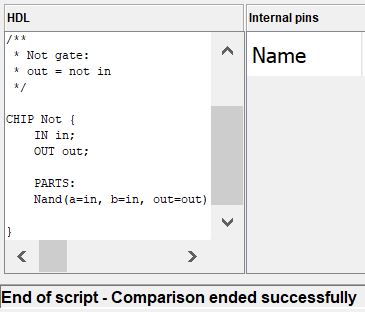 HDL
Internal pins
/**
 * Not gate:
 * out = not in
 */
CHIP Not {
    IN in;
    OUT out;
    PARTS:
    Nand(a=in, b=in, out=out)
}
Name
End of script - Comparison ended successfully